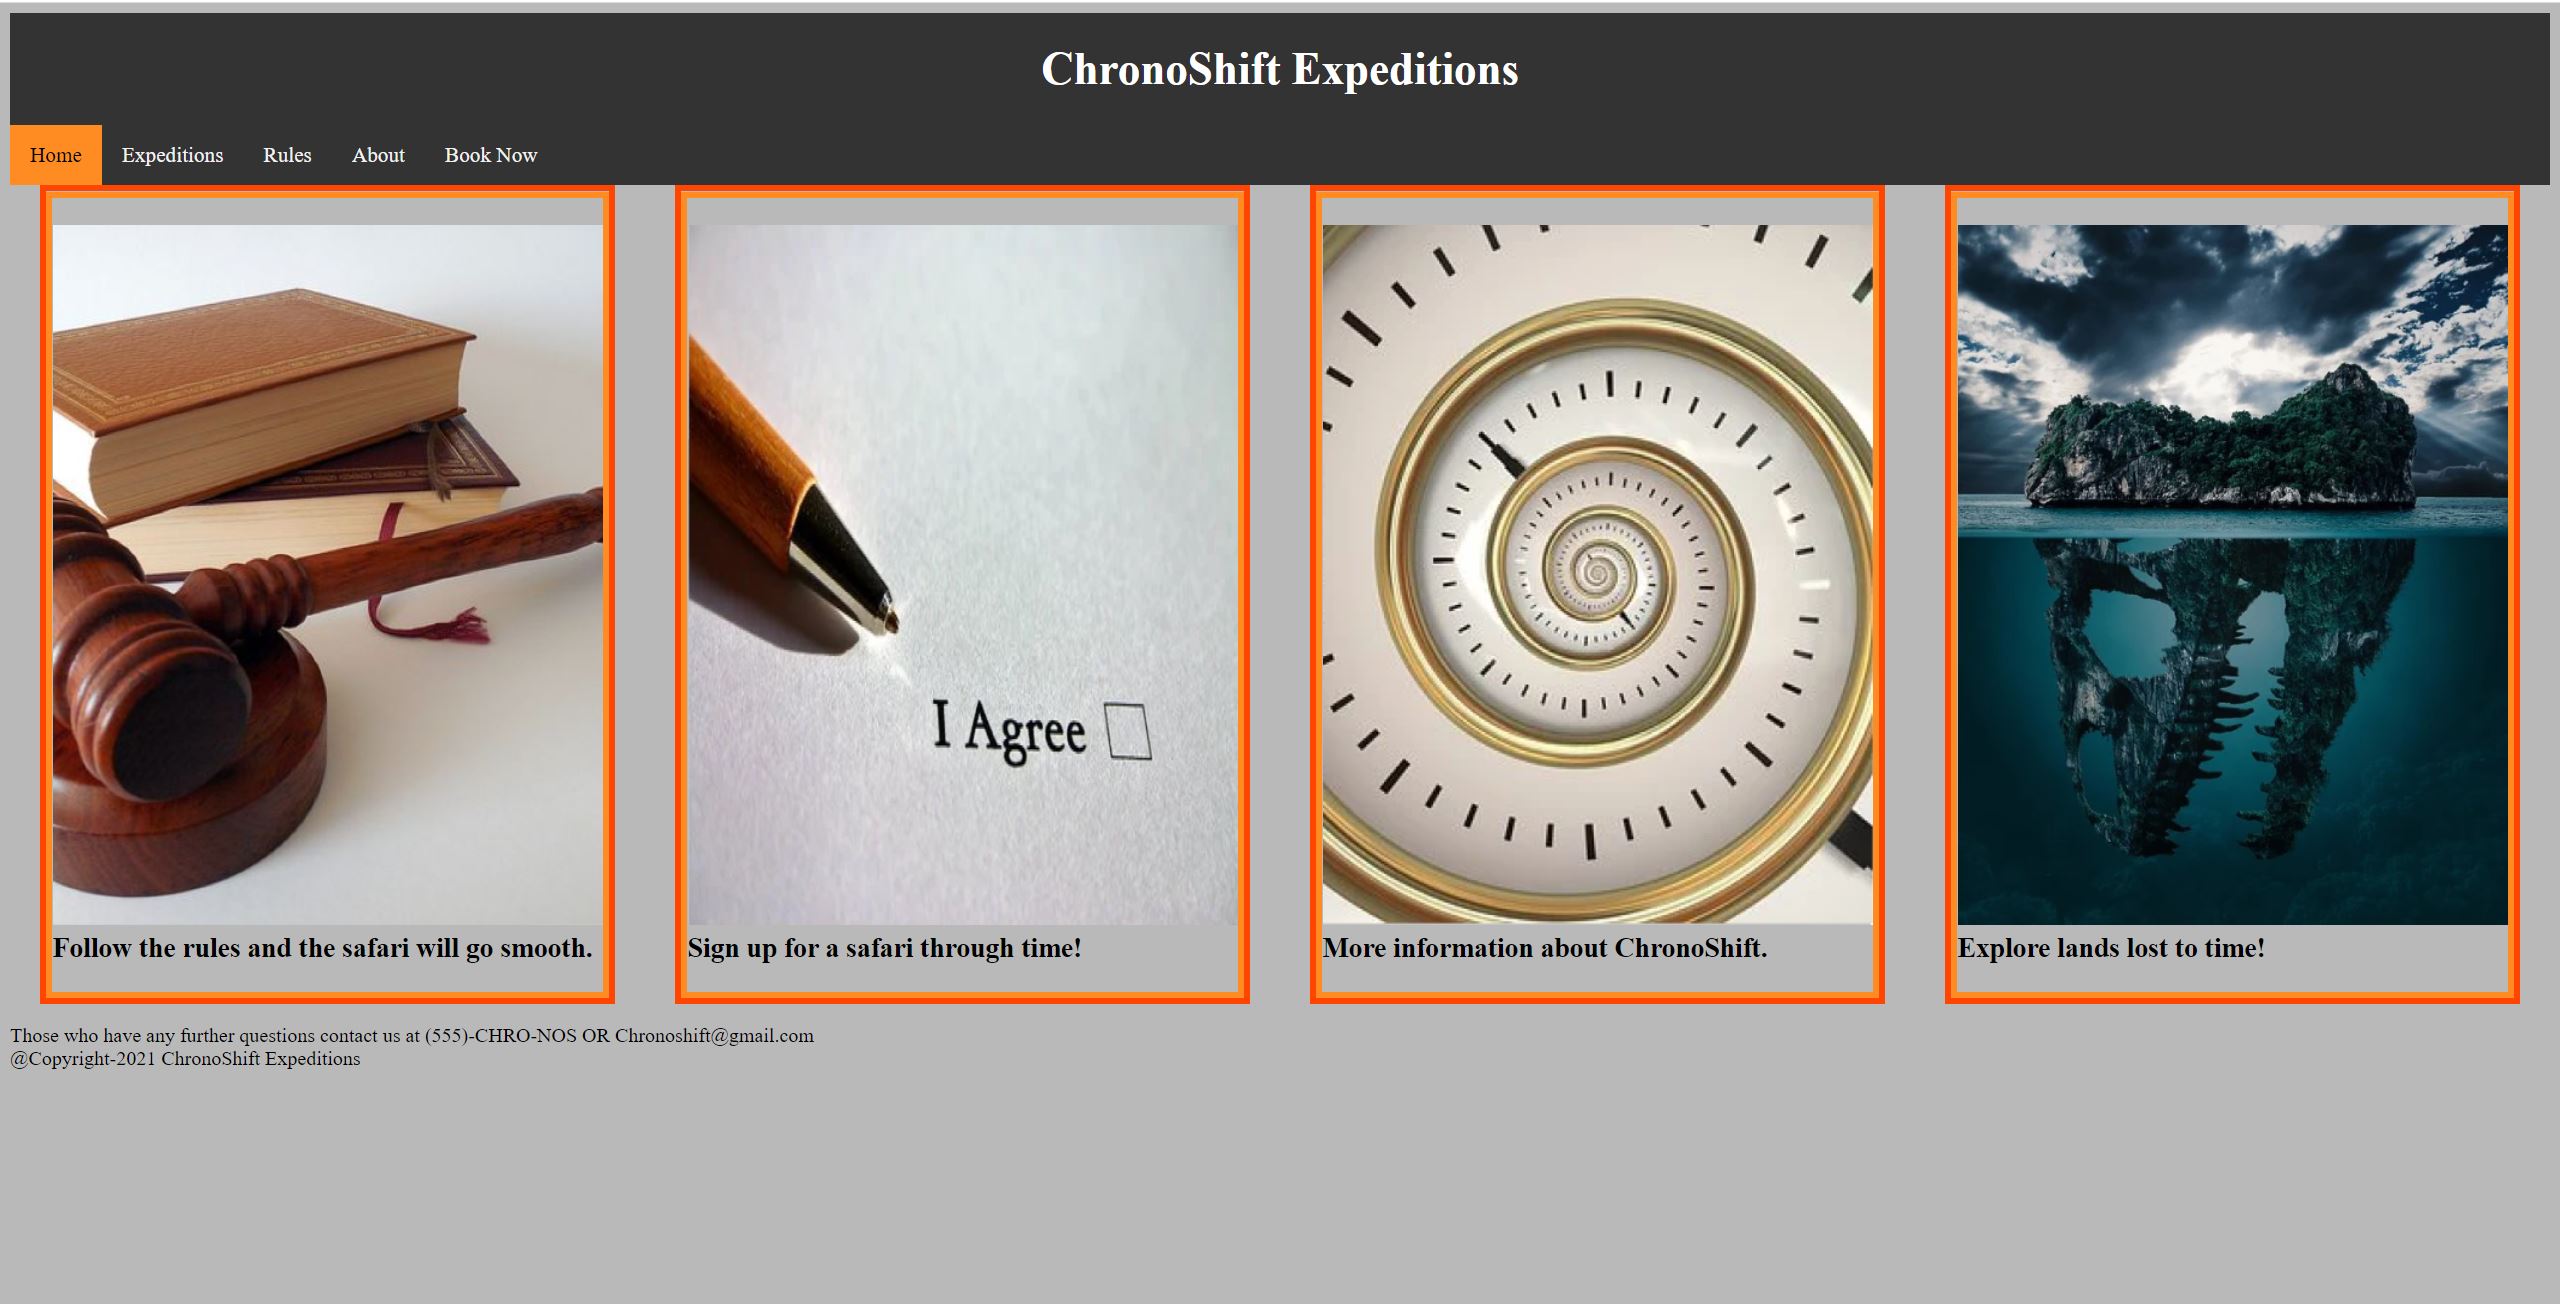 ChronoShift Expeditions
Home Expeditions Rules About Book Now
I Agree
Follow the rules and the safari will go smooth.
Sign up for a safari through time!
More information about ChronoShift.
Explore lands lost to time!
Those who have any further questions contact us at (555)-CHRO-NOS OR Chronoshift@gmail.com
@Copyright-2021 ChronoShift Expeditions